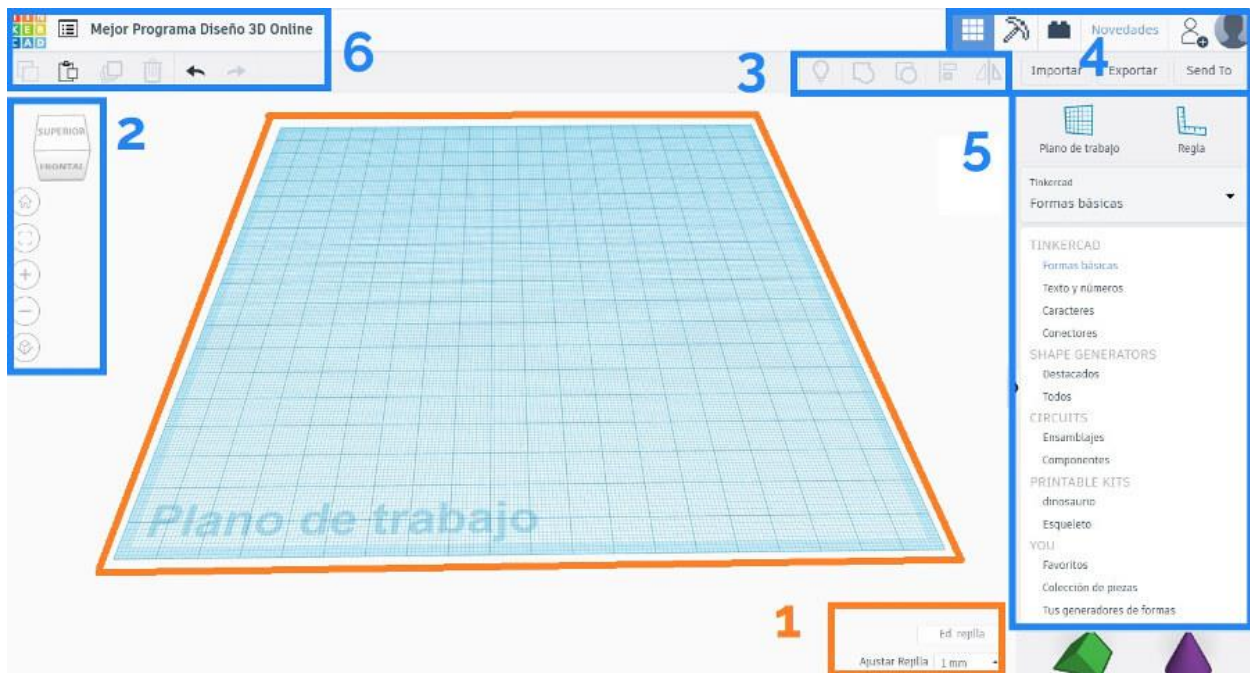 TIN
KER
CAD
Mejor Programa Diseño 3D Online
6
Novedades
3
4
Importar
Exportar
Send To
SUPERIOR
FRONTAL
2
5
Plano de trabajo
Regla
Tinkercad
Formas básicas
TINKERCAD
Formas básicas
Texto y números
Caracteres
Conectores
SHAPE GENERATORS
Destacados
Todos
CIRCUITS
Ensamblajes
Componentes
PRINTABLE KITS
dinosaurio
Esqueleto
YOU
Favoritos
Colección de piezas
Tus generadores de formas
Plano de trabajo
1
Ed. rejilla
Ajustar Rejilla 1 mm